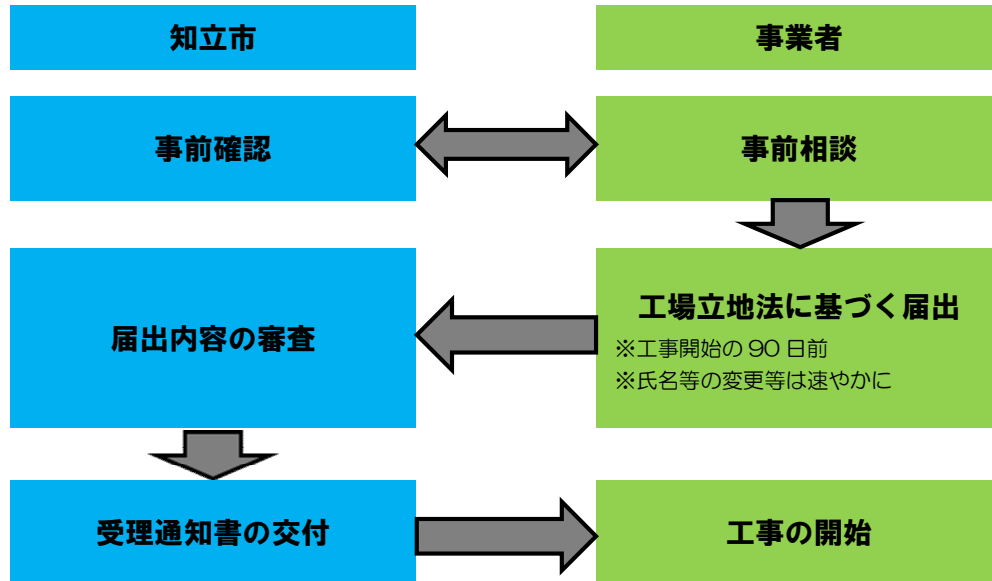 知立市
事業者
事前確認
事前相談
工場立地法に基づく届出
※工事開始の 90 日前
※氏名等の変更等は速やかに
届出内容の審査
受理通知書の交付
工事の開始